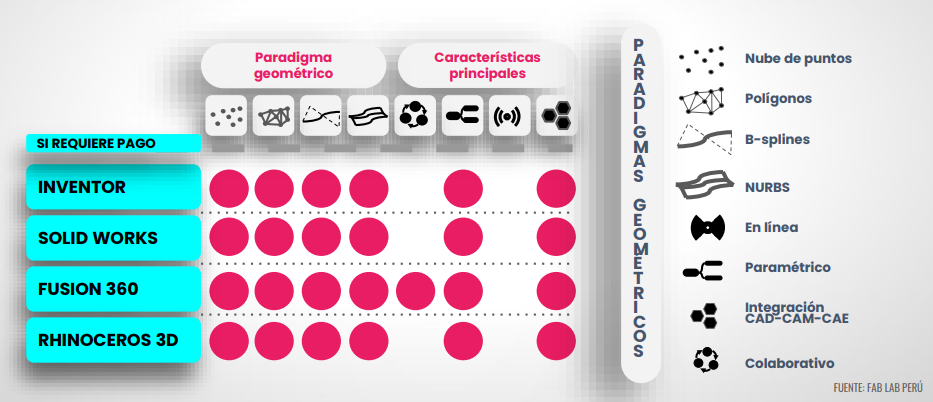 Paradigma
geométrico
Características
principales
SI REQUIERE PAGO
INVENTOR
SOLID WORKS
FUSION 360
RHINOCEROS 3D
PARADIGMAS GEOMÉTRICOS
Nube de puntos
Polígonos
B-splines
NURBS
En línea
Paramétrico
Integración
CAD-CAM-CAE
Colaborativo
FUENTE: FAB LAB PERÚ